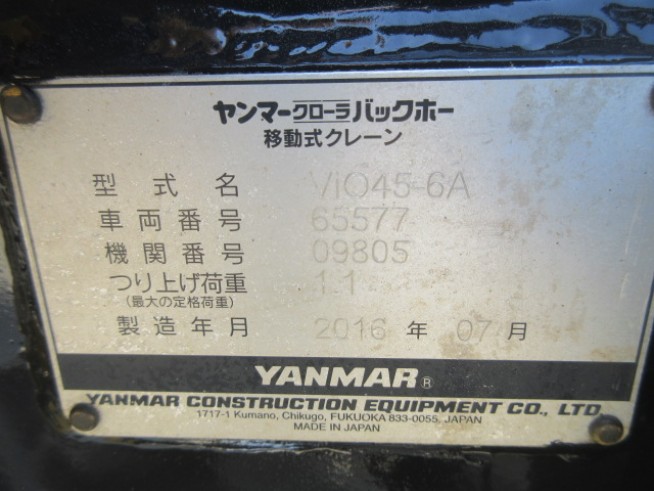 ヤンマークローラバックホー
移動式クレーン
型式名 ViO45-6A
車両番号 65577
機関番号 09805
つり上げ荷重 1.1
(最大の定格荷重)
製造年月 2016 年 07 月
YANMAR®
YANMAR CONSTRUCTION EQUIPMENT CO., LTD.
1717-1 Kumano, Chikugo, FUKUOKA 833-0055, JAPAN
MADE IN JAPAN